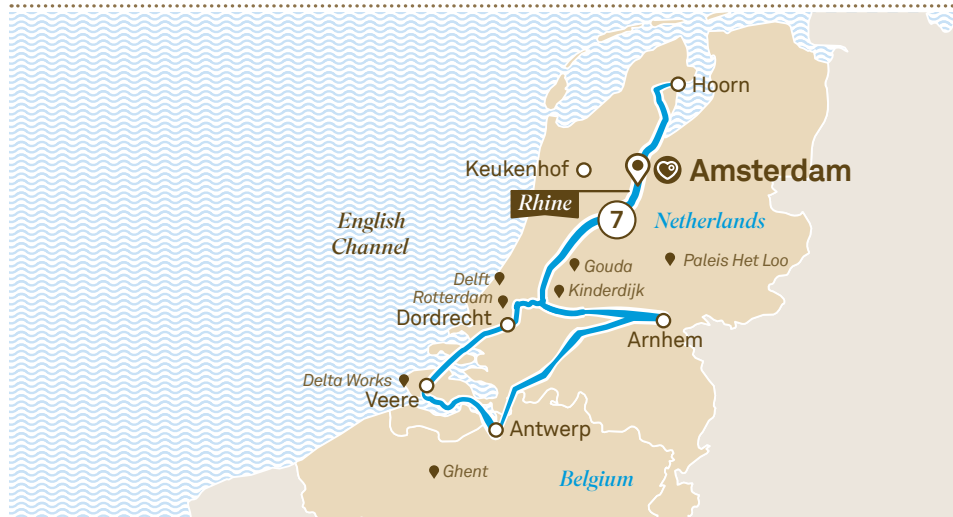 Hoorn
Keukenhof
Amsterdam
Rhine
7
English
Channel
Netherlands
Delft
Gouda
Paleis Het Loo
Rotterdam
Kinderdijk
Dordrecht
Arnhem
Delta Works
Veere
Antwerp
Ghent
Belgium